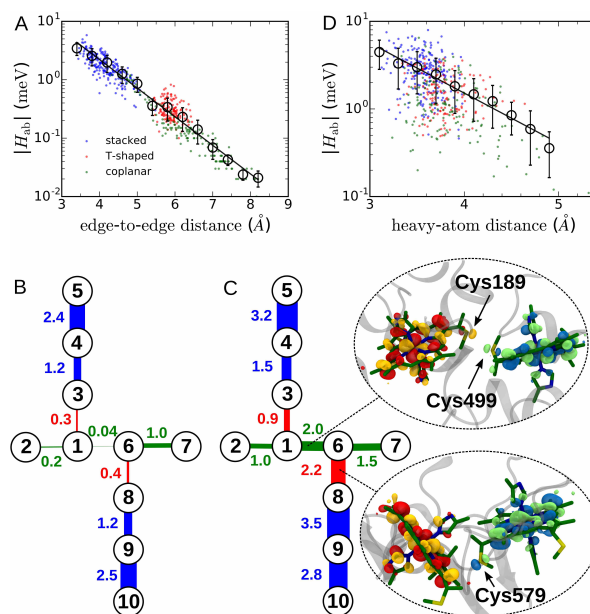 A
D
|H_ab| (meV)
10^1
10^0
10^-1
10^-2
3 4 5 6 7 8 9
edge-to-edge distance (Å)
stacked
T-shaped
coplanar
|H_ab| (meV)
10^1
10^0
10^-1
3 4 5
heavy-atom distance (Å)
B
5
2.4
4
1.2
3
0.3
0.04
1.0
2 1 6 7
0.2
0.4
8
1.2
9
2.5
10
C
5
3.2
4
1.5
3
0.9
2.0
2 1 6 7
1.0
1.5
2.2
8
3.5
9
2.8
10
Cys189
Cys499
Cys579